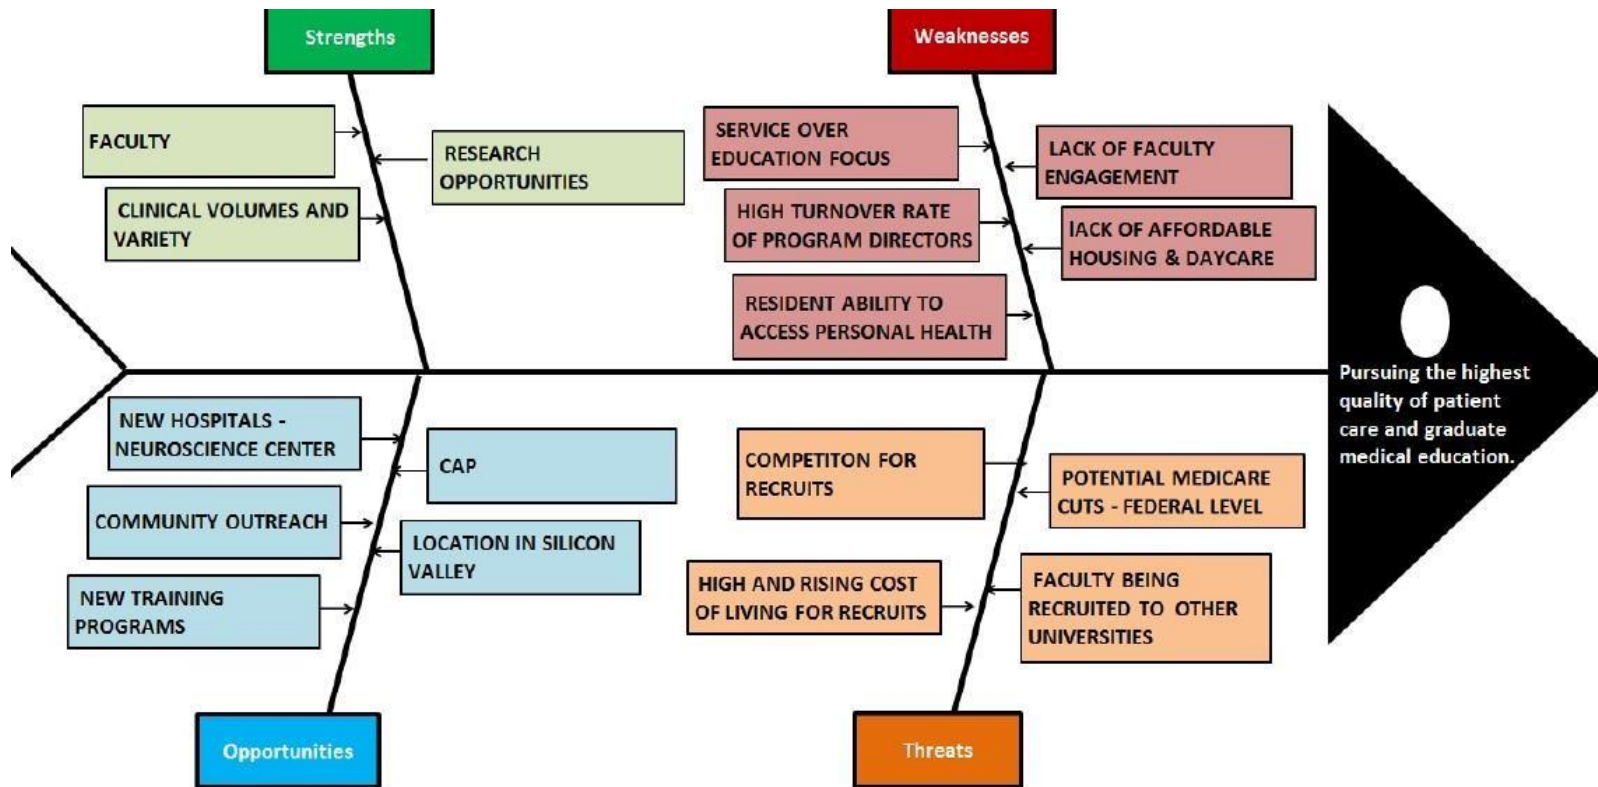 Strengths
FACULTY
RESEARCH
OPPORTUNITIES
CLINICAL VOLUMES AND
VARIETY
Weaknesses
SERVICE OVER
EDUCATION FOCUS
LACK OF FACULTY
ENGAGEMENT
HIGH TURNOVER RATE
OF PROGRAM DIRECTORS
lACK OF AFFORDABLE
HOUSING & DAYCARE
RESIDENT ABILITY TO
ACCESS PERSONAL HEALTH
Pursuing the highest
quality of patient
care and graduate
medical education.
NEW HOSPITALS -
NEUROSCIENCE CENTER
CAP
COMMUNITY OUTREACH
LOCATION IN SILICON
VALLEY
NEW TRAINING
PROGRAMS
Opportunities
COMPETITON FOR
RECRUITS
POTENTIAL MEDICARE
CUTS - FEDERAL LEVEL
HIGH AND RISING COST
OF LIVING FOR RECRUITS
FACULTY BEING
RECRUITED TO OTHER
UNIVERSITIES
Threats